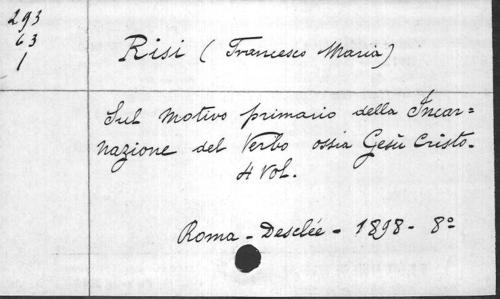 293
63
1
Risi (Francesco Maria)
Sul motivo primario della Incar=
nazione del Verbo ossia Gesù Cristo.
4 Vol.
Roma - Desclée - 1898 - 8º